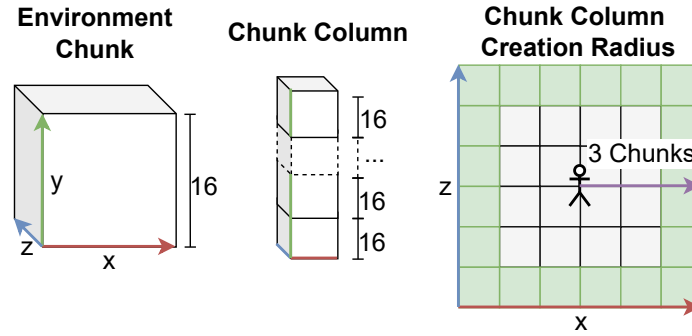 Environment
Chunk
y
z
x
16
Chunk Column
16
...
16
16
Chunk Column
Creation Radius
3 Chunks
z
x